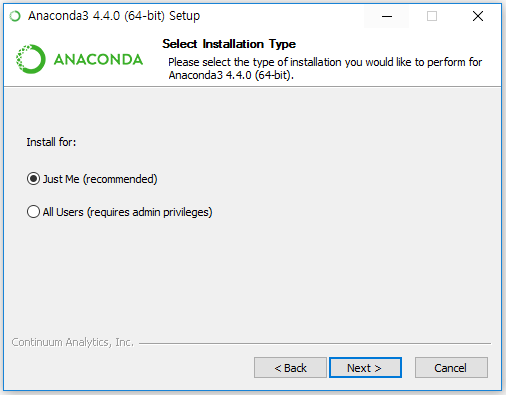 Anaconda3 4.4.0 (64-bit) Setup
ANACONDA
Select Installation Type
Please select the type of installation you would like to perform for
Anaconda3 4.4.0 (64-bit).
Install for:
Just Me (recommended)
All Users (requires admin privileges)
Continuum Analytics, Inc.
< Back
Next >
Cancel